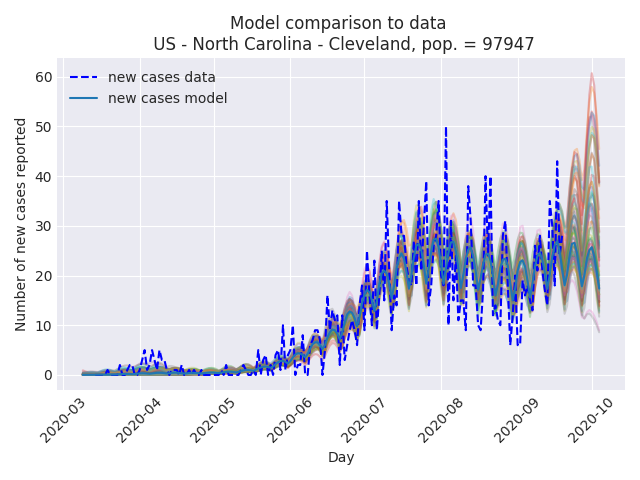 Model comparison to data
US - North Carolina - Cleveland, pop. = 97947
new cases data
new cases model
Number of new cases reported
60
50
40
30
20
10
0
2020-03
2020-04
2020-05
2020-06
2020-07
2020-08
2020-09
2020-10
Day